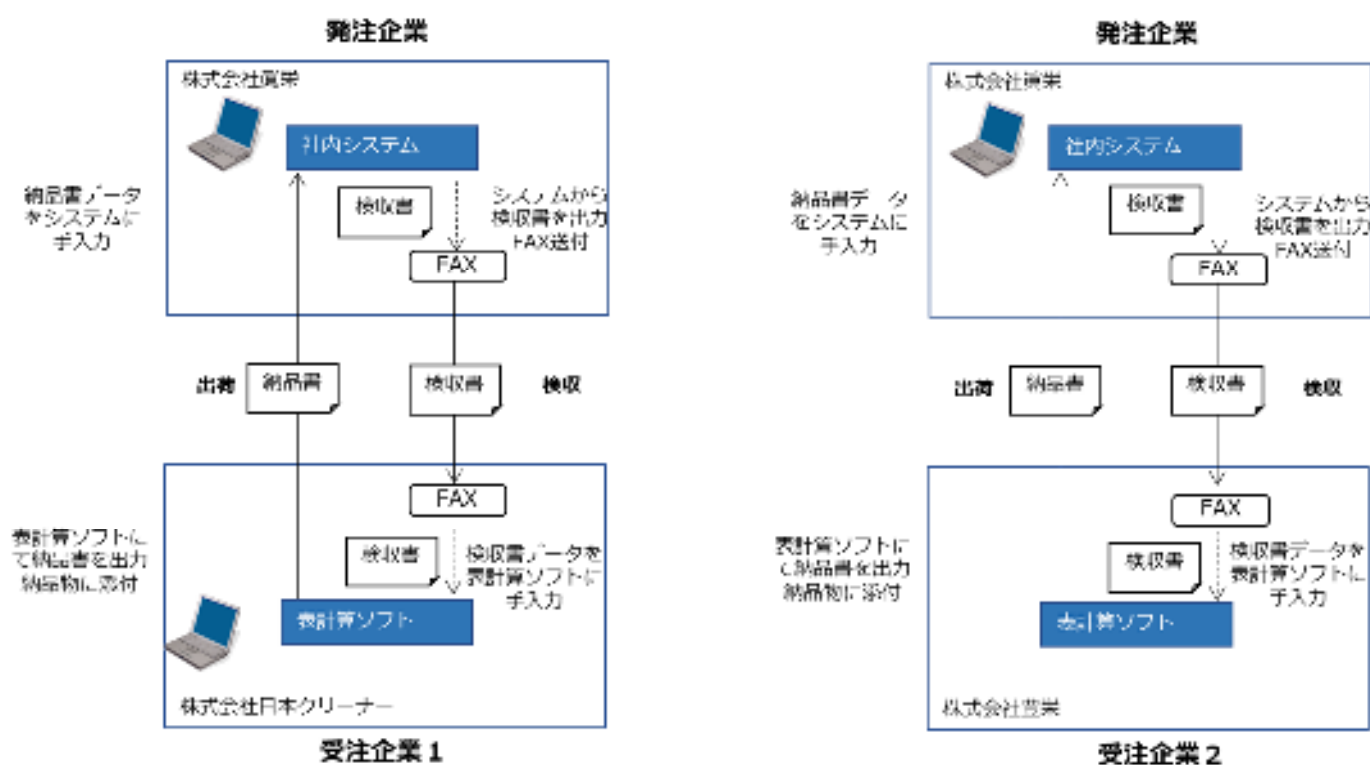 発注企業
株式会社眞栄
社内システム
納品書データ
をシステムに
手入力
検収書
システムから
検収書を出力
FAX送付
FAX
出荷
納品書
検収書
検収
FAX
表計算ソフトに
て納品書を出力
納品物に添付
検収書
検収書データを
表計算ソフトに
手入力
表計算ソフト
株式会社日本クリーナー
受注企業1
発注企業
株式会社眞栄
社内システム
納品書データ
をシステムに
手入力
検収書
システムから
検収書を出力
FAX送付
FAX
出荷
納品書
検収書
検収
FAX
表計算ソフトに
て納品書を出力
納品物に添付
検収書
検収書データを
表計算ソフトに
手入力
表計算ソフト
株式会社豊栄
受注企業2